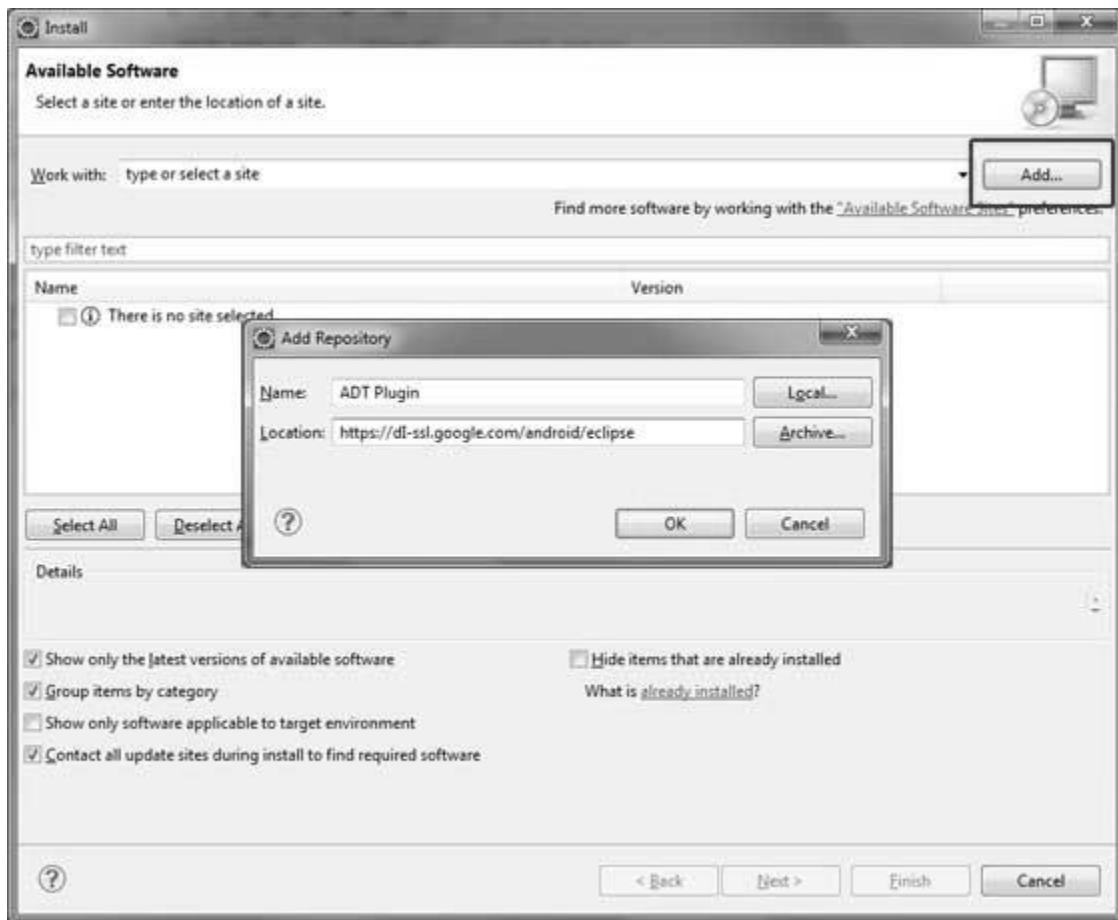 Install
Available Software
Select a site or enter the location of a site.
Work with: type or select a site
Add...
Find more software by working with the "Available Software Sites" preferences.
type filter text
Name Version
There is no site selected
Add Repository
Name: ADT Plugin Local...
Location: https://dl-ssl.google.com/android/eclipse Archive...
OK Cancel
Select All Deselect A
Details
Show only the latest versions of available software
Hide items that are already installed
Group items by category
What is already installed?
Show only software applicable to target environment
Contact all update sites during install to find required software
< Back Next > Finish Cancel